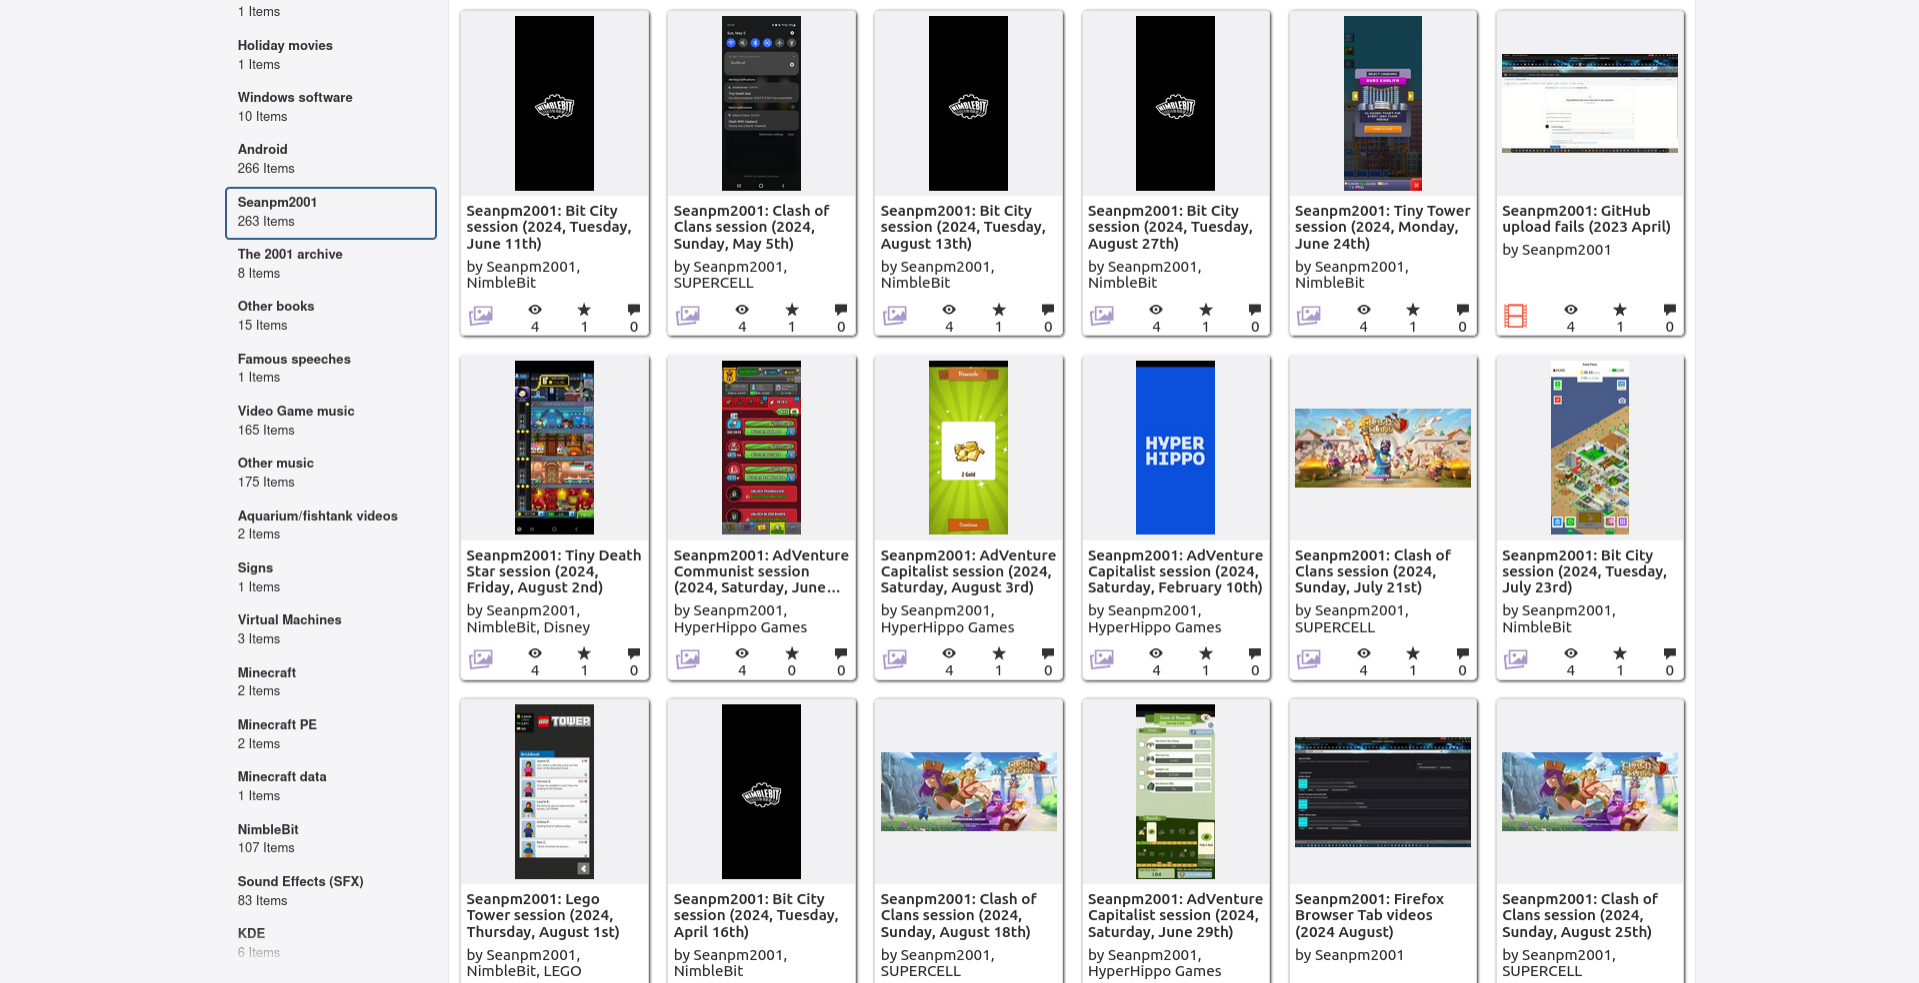 1 Items
Holiday movies
1 Items
Windows software
10 Items
Android
266 Items
Seanpm2001
263 Items
The 2001 archive
8 Items
Other books
15 Items
Famous speeches
1 Items
Video Game music
165 Items
Other music
175 Items
Aquarium/fishtank videos
2 Items
Signs
1 Items
Virtual Machines
3 Items
Minecraft
2 Items
Minecraft PE
2 Items
Minecraft data
1 Items
NimbleBit
107 Items
Sound Effects (SFX)
83 Items
KDE
6 Items
NIMBLEBIT
Seanpm2001: Bit City
session (2024, Tuesday,
June 11th)
by Seanpm2001,
NimbleBit
4 1 0
Seanpm2001: Clash of
Clans session (2024,
Sunday, May 5th)
by Seanpm2001,
SUPERCELL
4 1 0
NIMBLEBIT
Seanpm2001: Bit City
session (2024, Tuesday,
August 13th)
by Seanpm2001,
NimbleBit
4 1 0
NIMBLEBIT
Seanpm2001: Bit City
session (2024, Tuesday,
August 27th)
by Seanpm2001,
NimbleBit
4 1 0
Seanpm2001: Tiny Tower
session (2024, Monday,
June 24th)
by Seanpm2001,
NimbleBit
4 1 0
Seanpm2001: GitHub
upload fails (2023 April)
by Seanpm2001
4 1 0
Seanpm2001: Tiny Death
Star session (2024,
Friday, August 2nd)
by Seanpm2001,
NimbleBit, Disney
4 1 0
Seanpm2001: AdVenture
Communist session
(2024, Saturday, June...
by Seanpm2001,
HyperHippo Games
4 0 0
Rewards
2 Gold
Continue
Seanpm2001: AdVenture
Capitalist session (2024,
Saturday, August 3rd)
by Seanpm2001,
HyperHippo Games
4 1 0
HYPER
HIPPO
Seanpm2001: AdVenture
Capitalist session (2024,
Saturday, February 10th)
by Seanpm2001,
HyperHippo Games
4 1 0
Seanpm2001: Clash of
Clans session (2024,
Sunday, July 21st)
by Seanpm2001,
SUPERCELL
4 1 0
Seanpm2001: Bit City
session (2024, Tuesday,
July 23rd)
by Seanpm2001,
NimbleBit
4 1 0
LEGO TOWER
BrickBook
Seanpm2001: Lego
Tower session (2024,
Thursday, August 1st)
by Seanpm2001,
NimbleBit, LEGO
NIMBLEBIT
Seanpm2001: Bit City
session (2024, Tuesday,
April 16th)
by Seanpm2001,
NimbleBit
Seanpm2001: Clash of
Clans session (2024,
Sunday, August 18th)
by Seanpm2001,
SUPERCELL
Seanpm2001: AdVenture
Capitalist session (2024,
Saturday, June 29th)
by Seanpm2001,
HyperHippo Games
Seanpm2001: Firefox
Browser Tab videos
(2024 August)
by Seanpm2001
Seanpm2001: Clash of
Clans session (2024,
Sunday, August 25th)
by Seanpm2001,
SUPERCELL